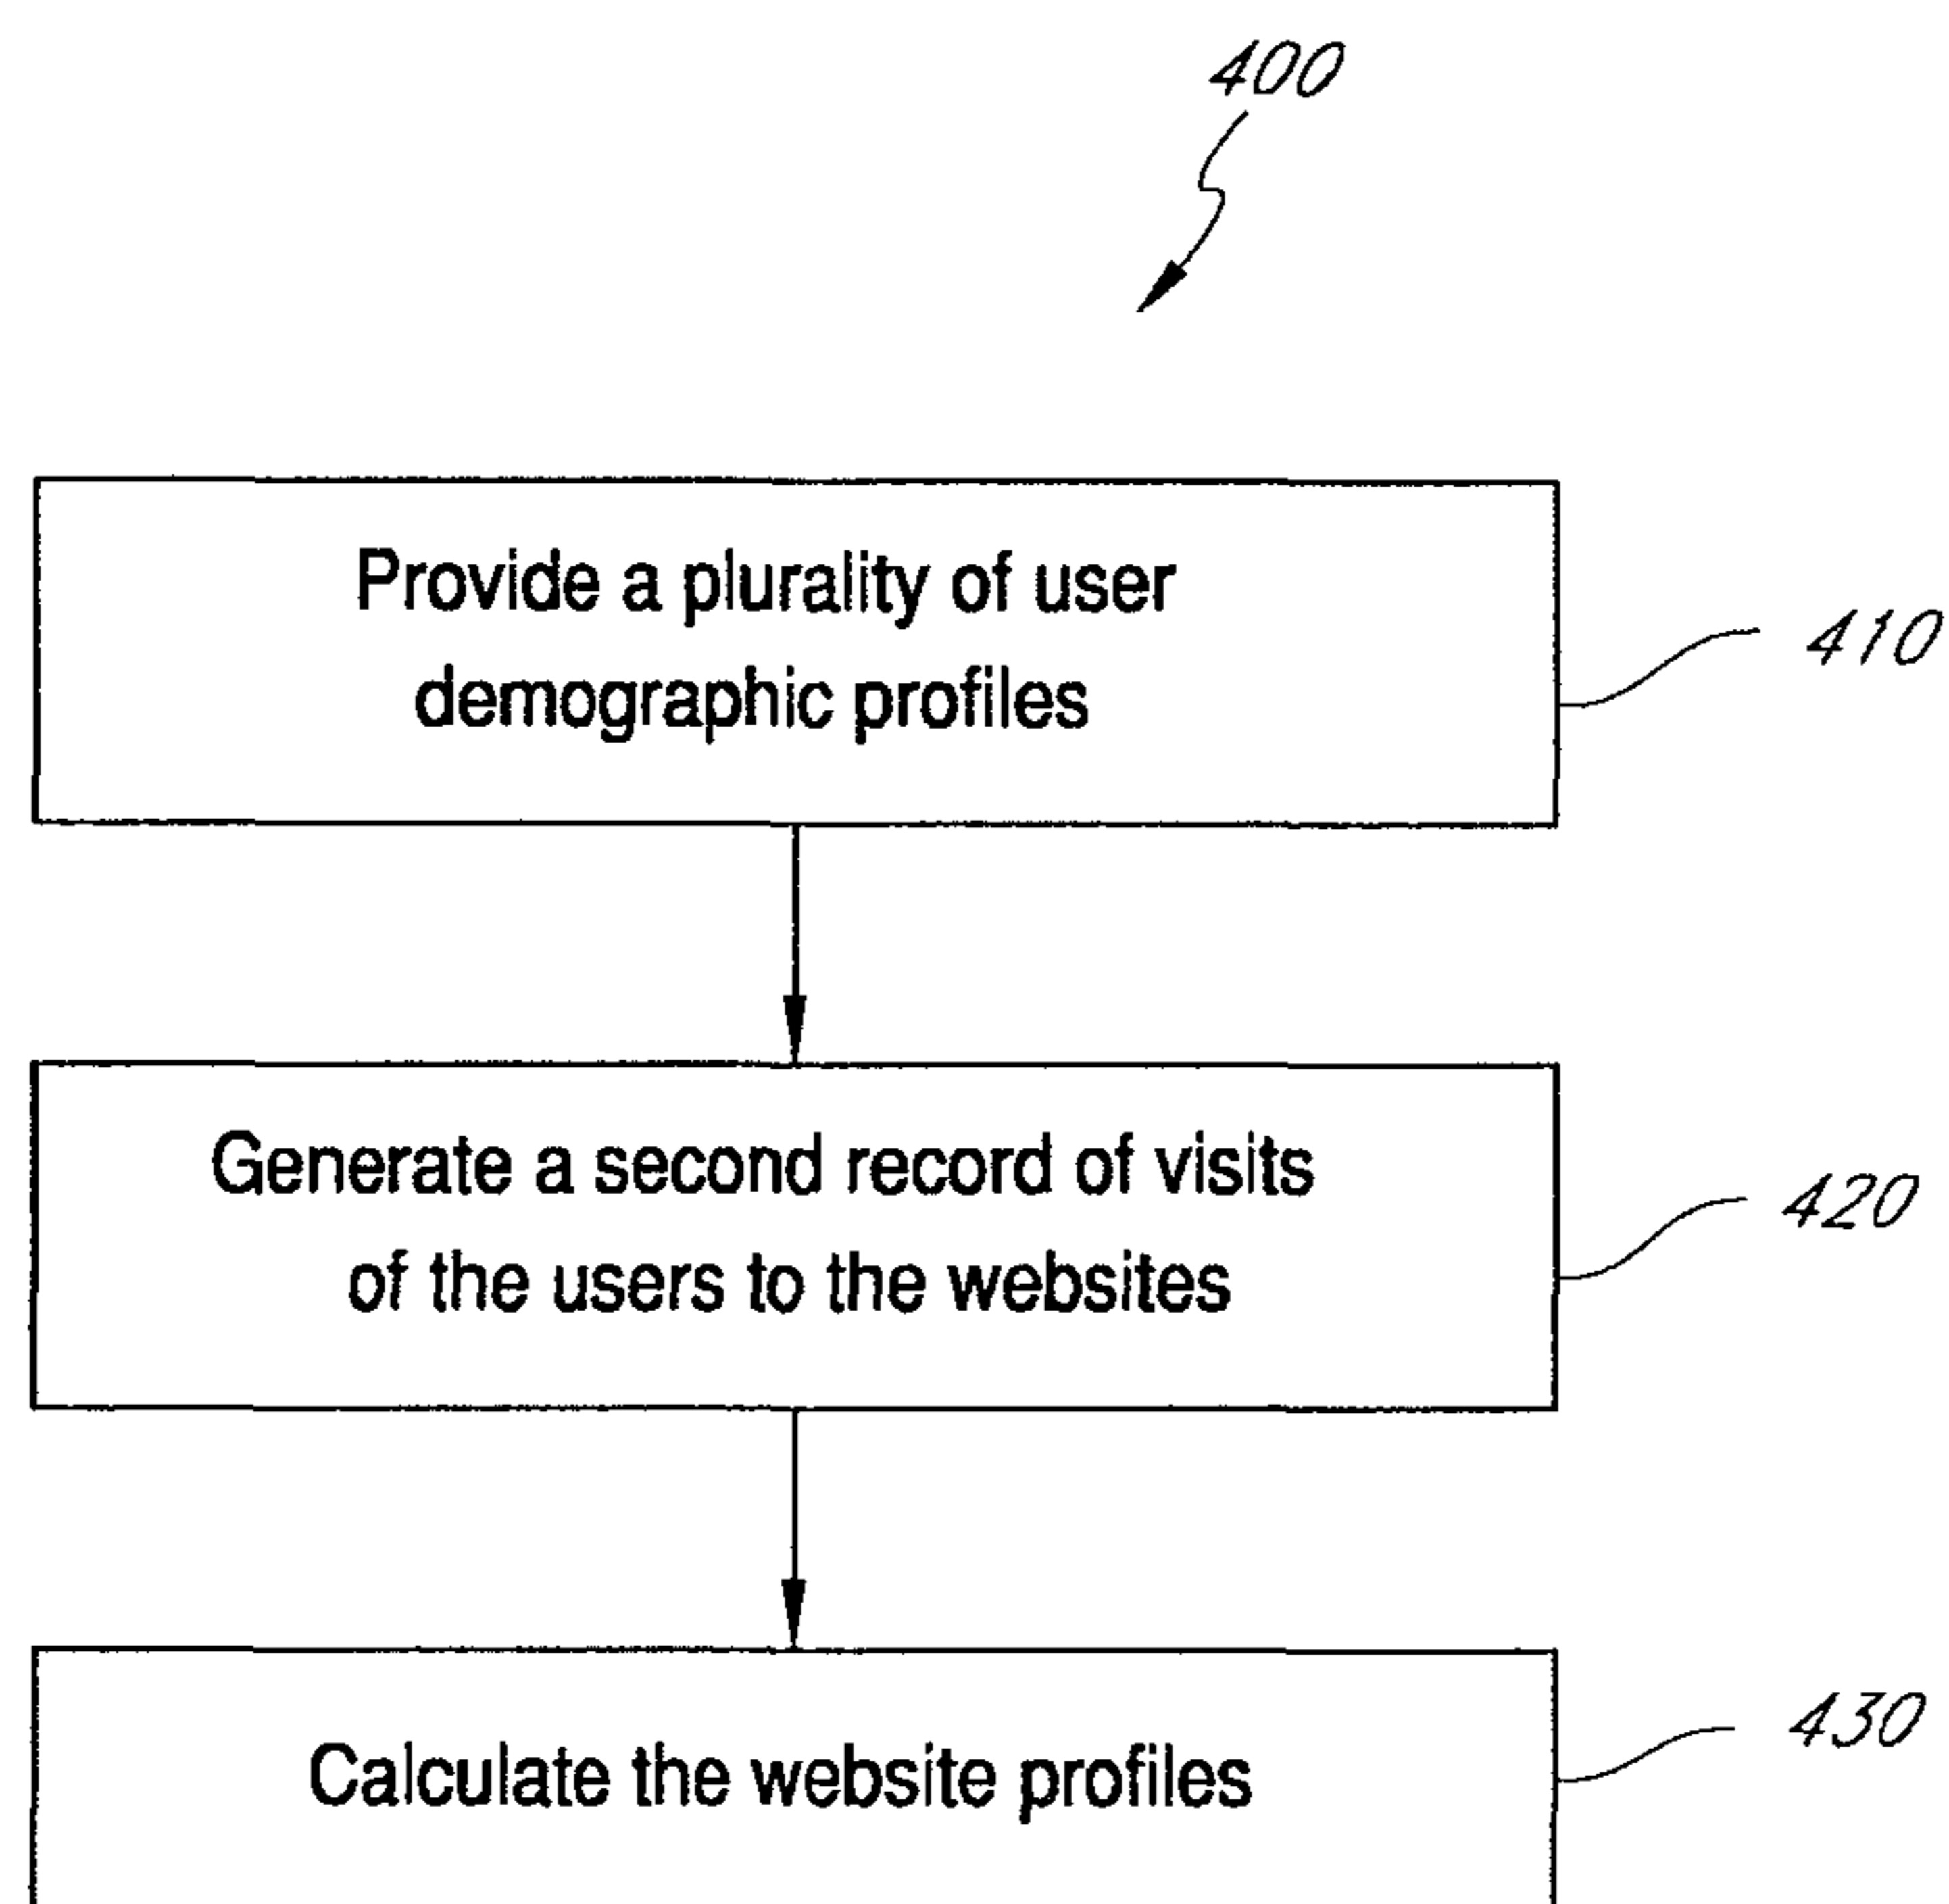 400
Provide a plurality of user
demographic profiles
410
Generate a second record of visits
of the users to the websites
420
Calculate the website profiles
430